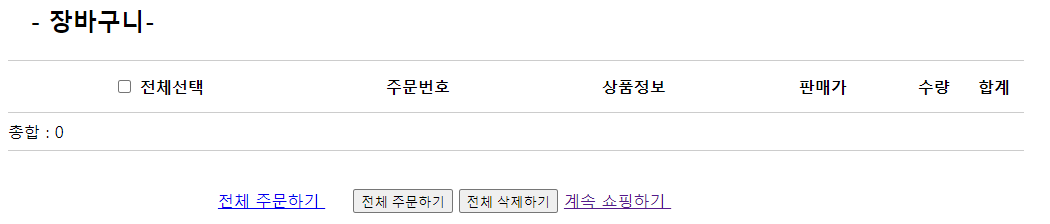 - 장바구니-
전체선택 주문번호 상품정보 판매가 수량 합계
총합 : 0
전체 주문하기 전체 주문하기 전체 삭제하기 계속 쇼핑하기